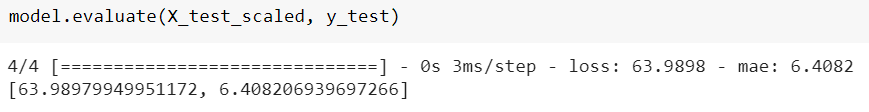 model.evaluate(X_test_scaled, y_test)
4/4 [==============================] - 0s 3ms/step - loss: 63.9898 - mae: 6.4082
[63.98979949951172, 6.408206939697266]